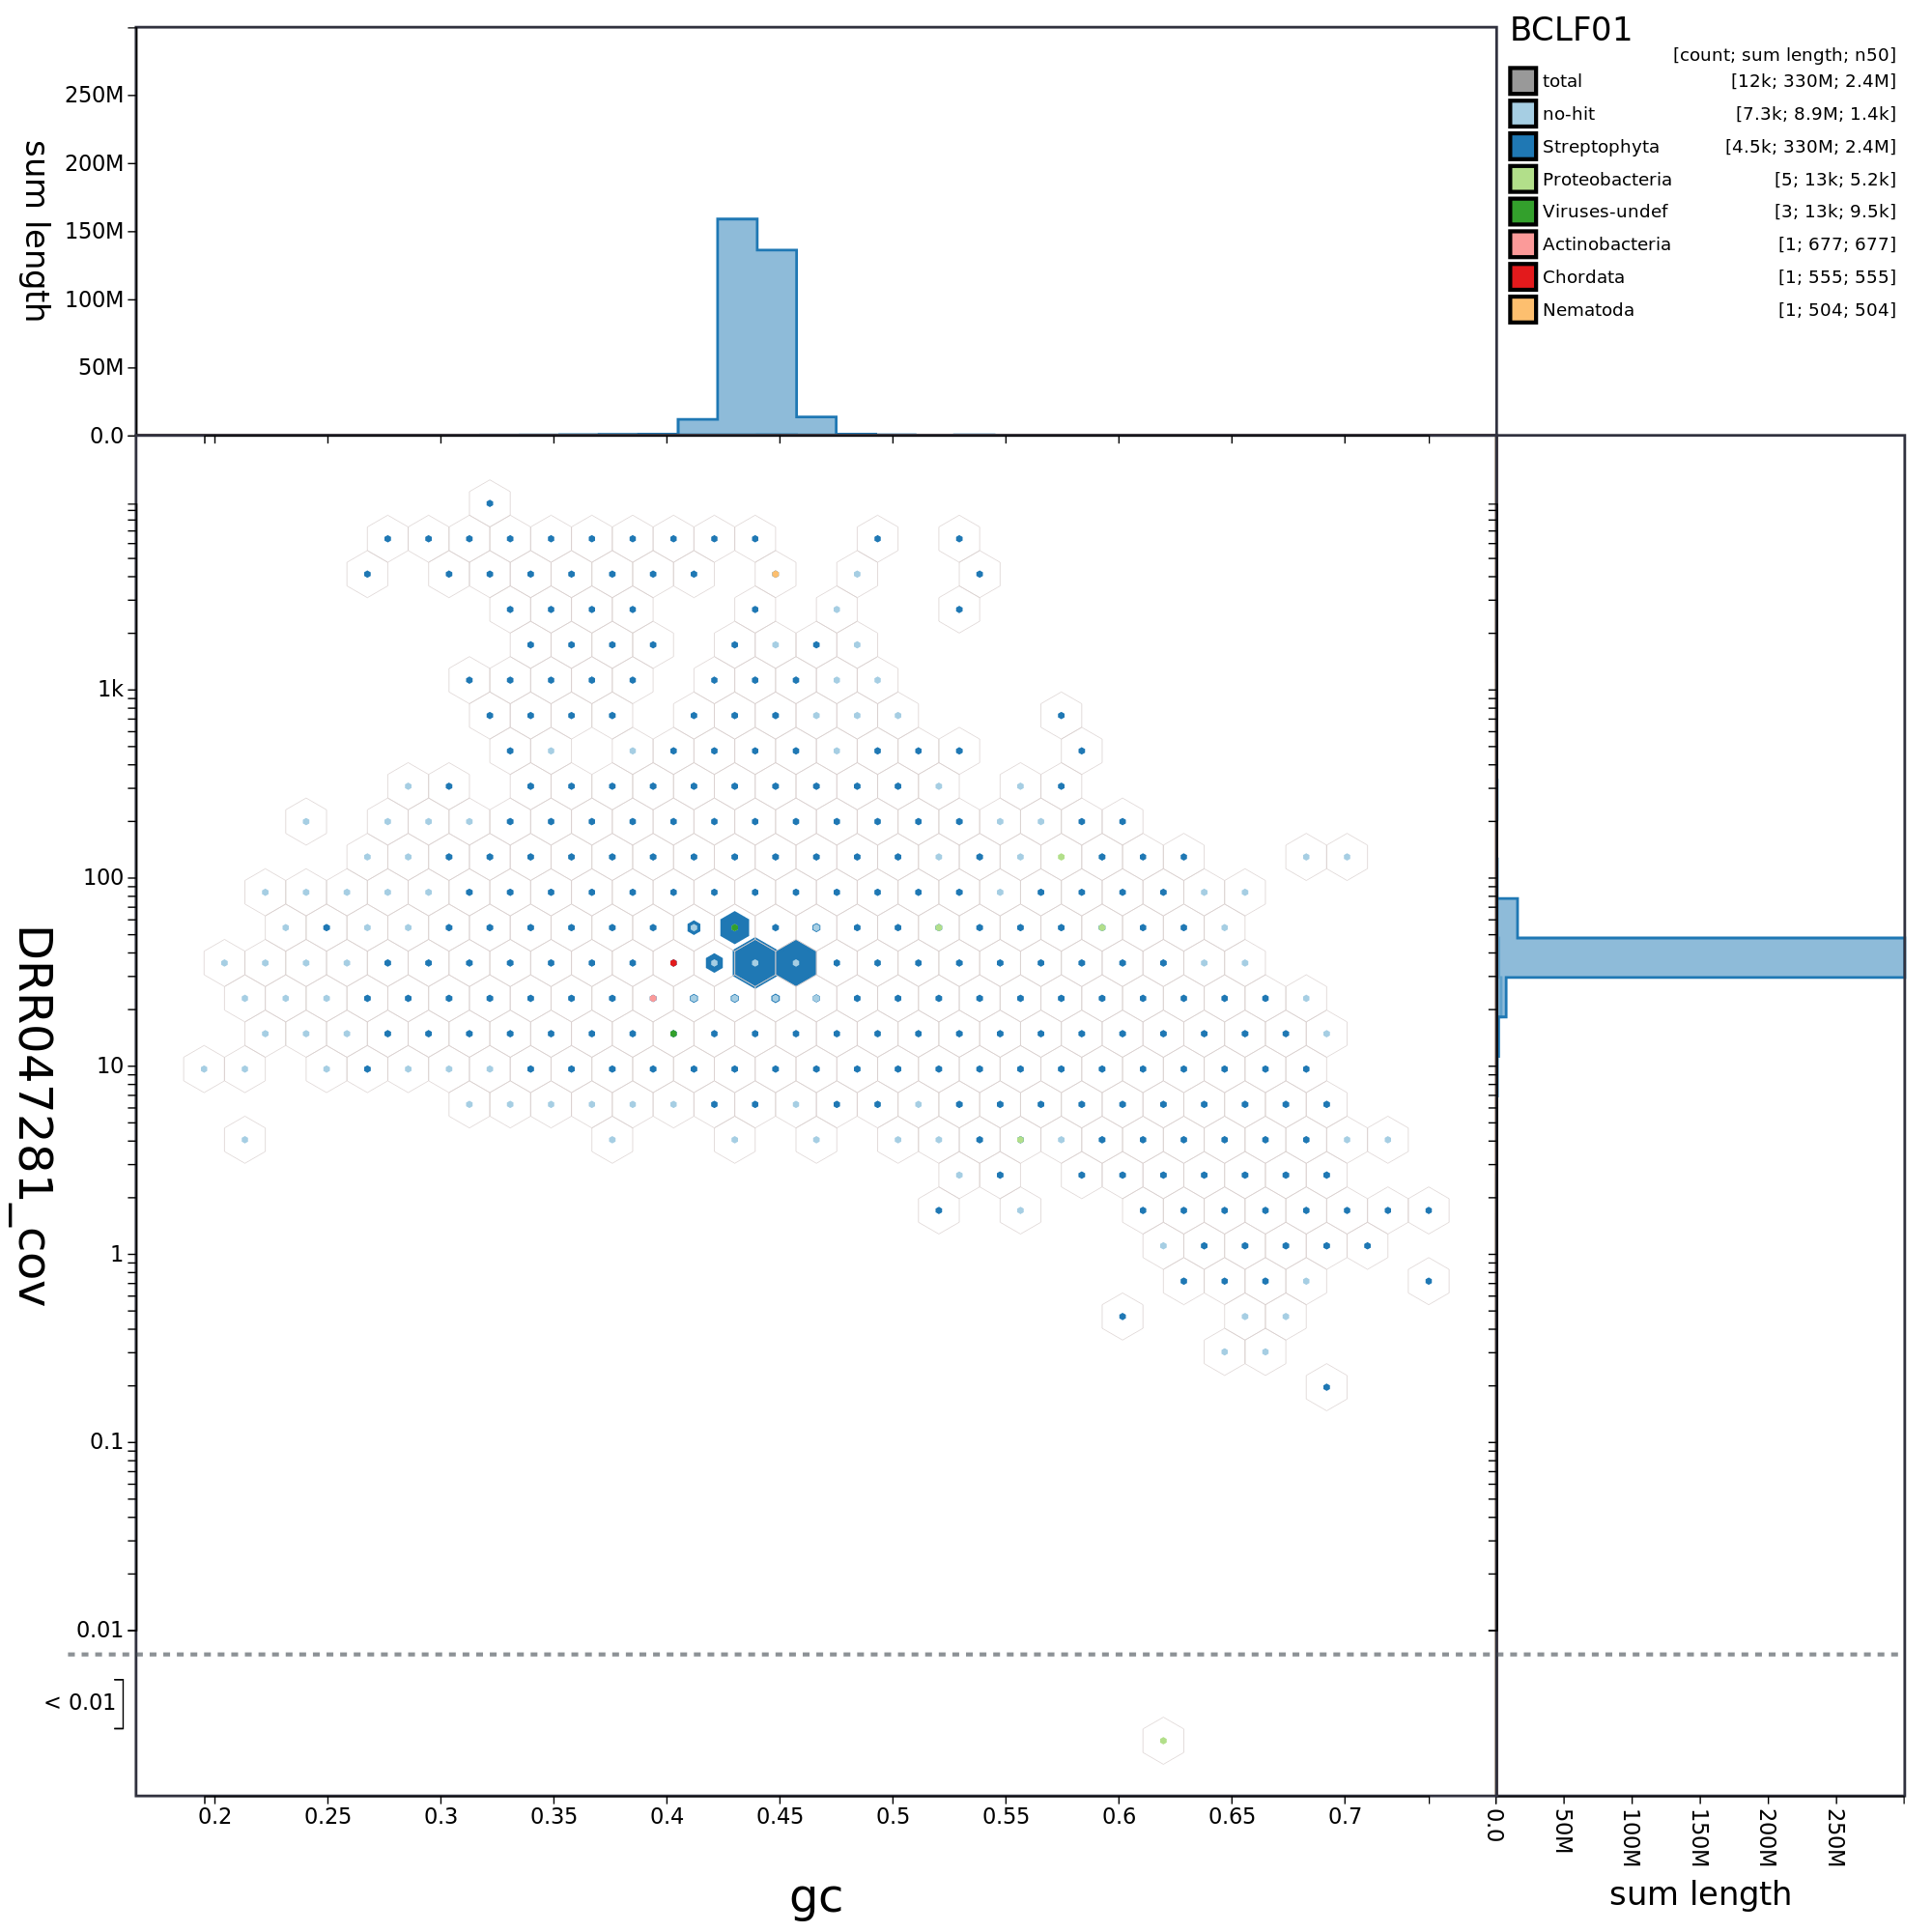 BCLF01
[count; sum length; n50]
total [12k; 330M; 2.4M]
no-hit [7.3k; 8.9M; 1.4k]
Streptophyta [4.5k; 330M; 2.4M]
Proteobacteria [5; 13k; 5.2k]
Viruses-undef [3; 13k; 9.5k]
Actinobacteria [1; 677; 677]
Chordata [1; 555; 555]
Nematoda [1; 504; 504]
sum length
250M
200M
150M
100M
50M
0.0
DRR047281_cov
1k
100
10
1
0.1
0.01
< 0.01
0.2 0.25 0.3 0.35 0.4 0.45 0.5 0.55 0.6 0.65 0.7
gc
0.0 50M 100M 150M 200M 250M
sum length